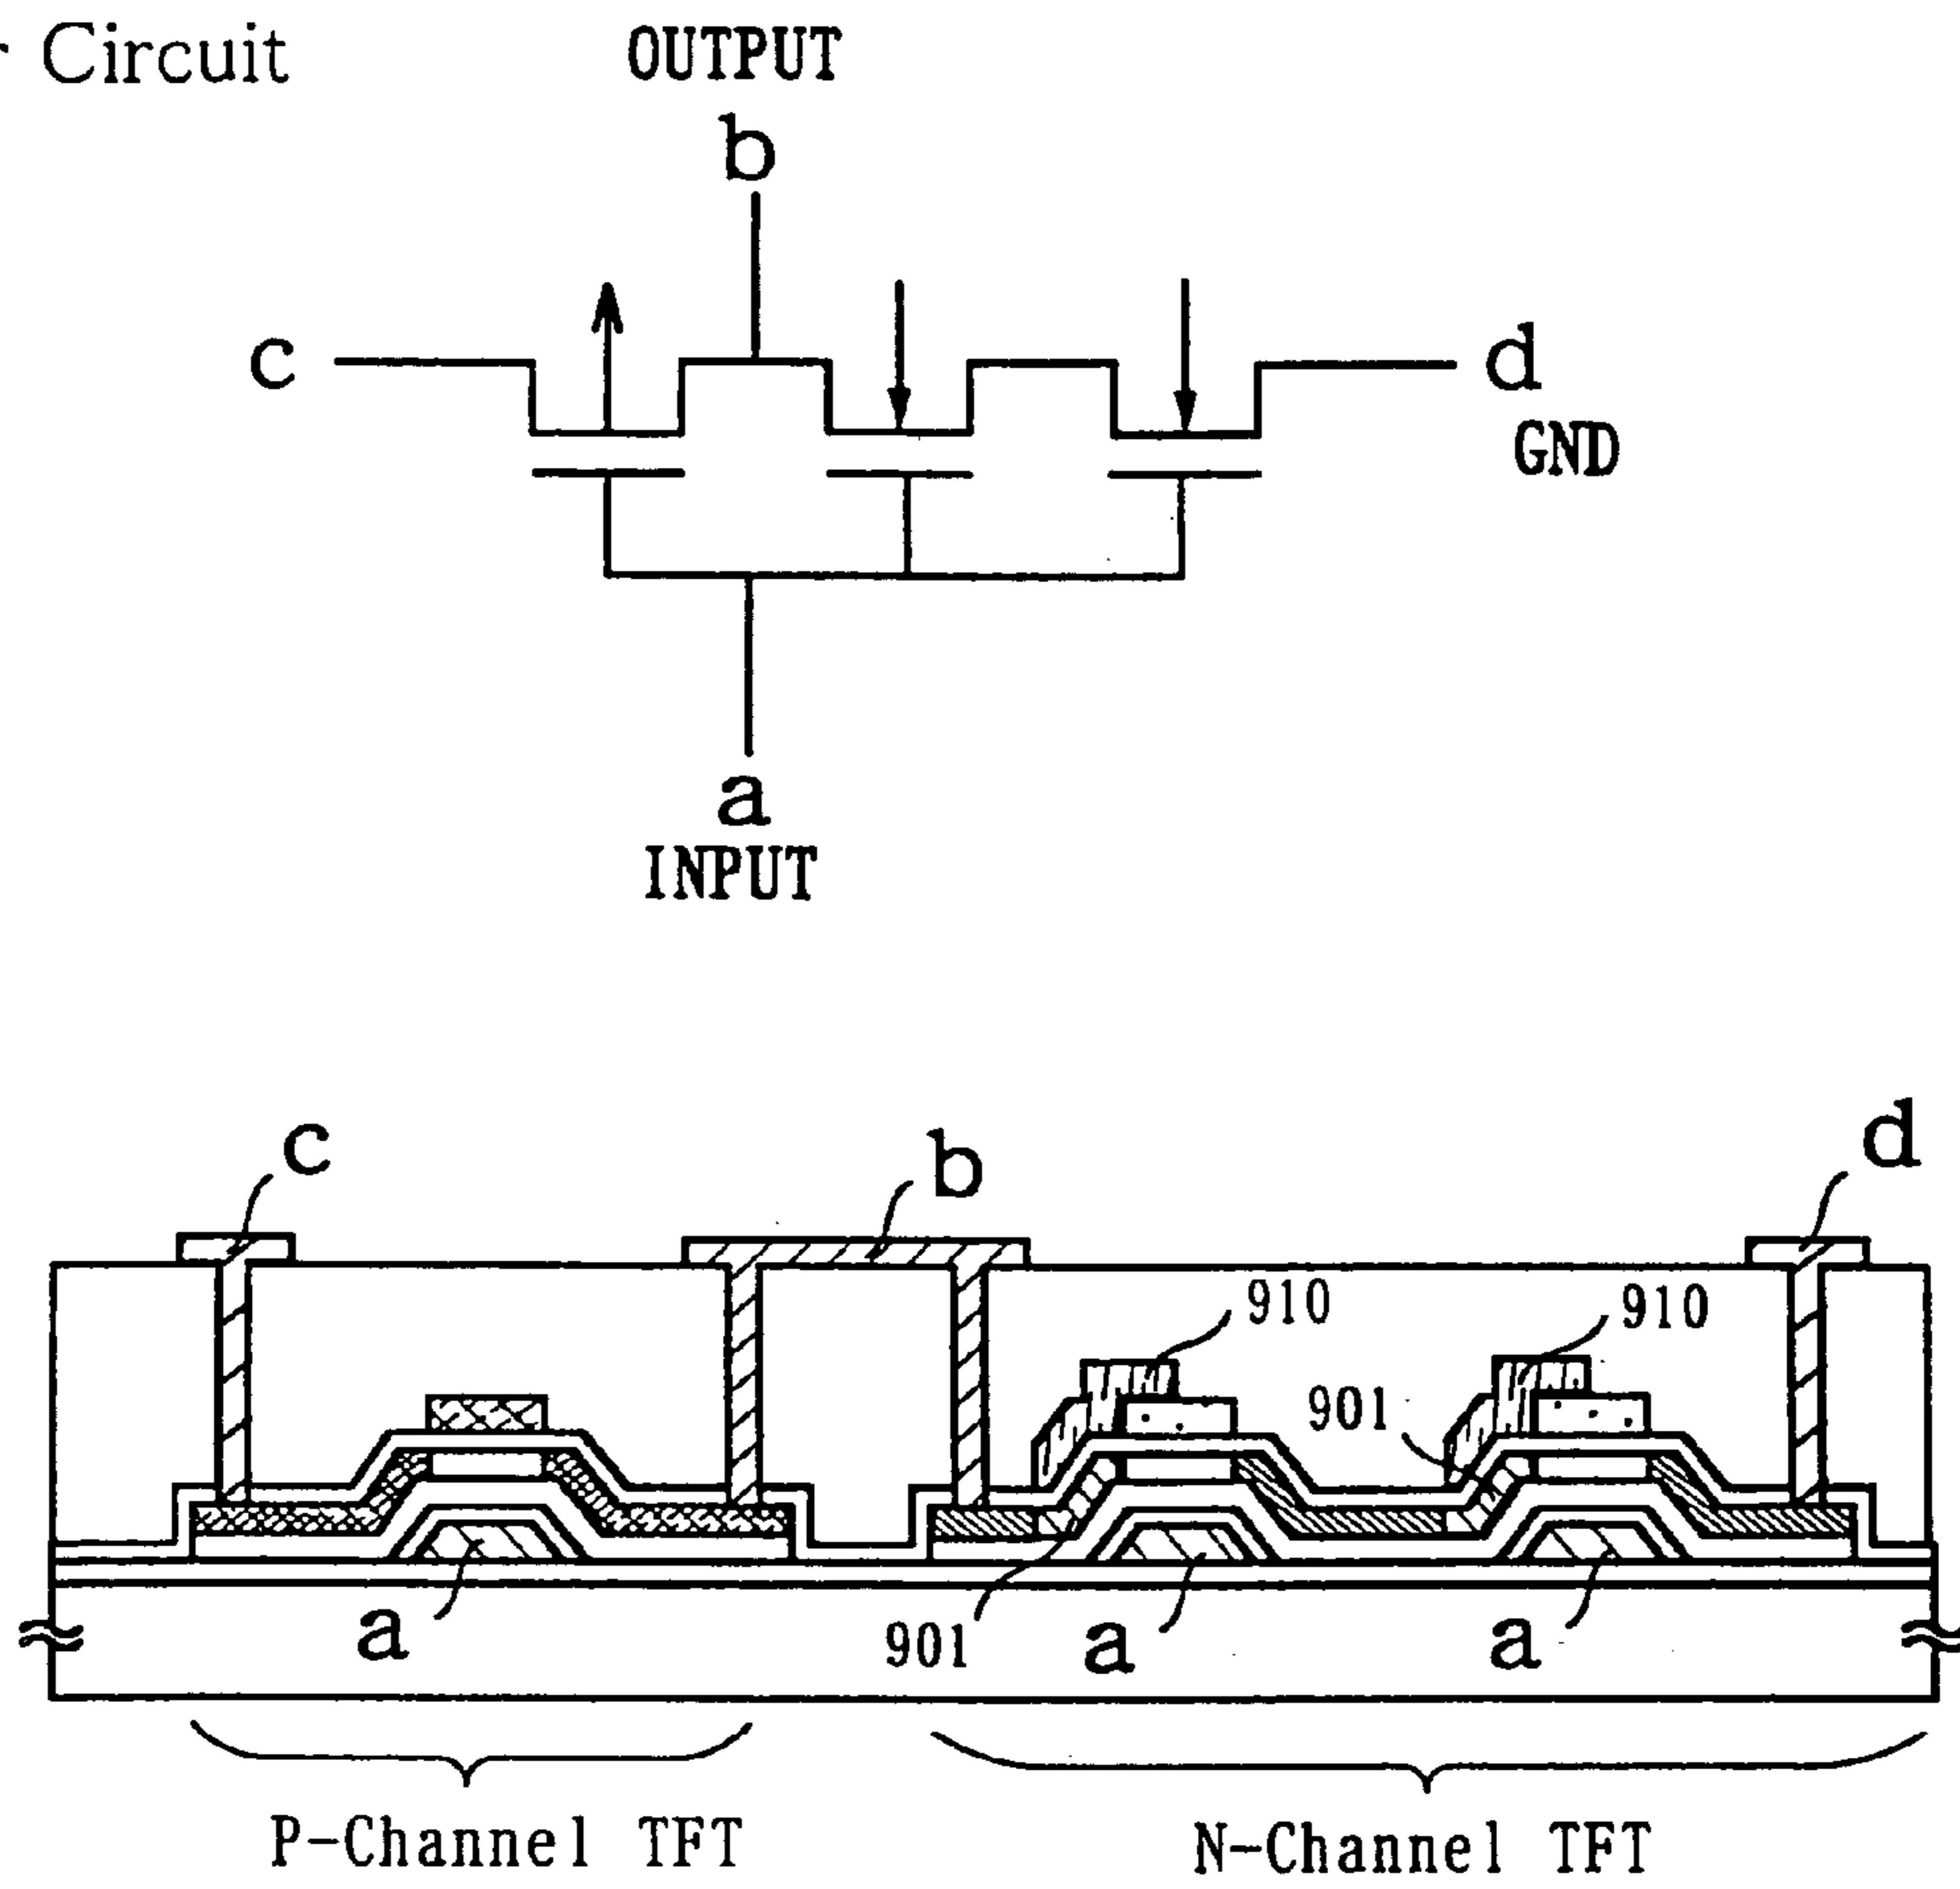 Circuit
OUTPUT
b
c
d
GND
a
INPUT
c
b
d
910
910
901
a
901
a
a
P-Channel TFT
N-Channel TFT